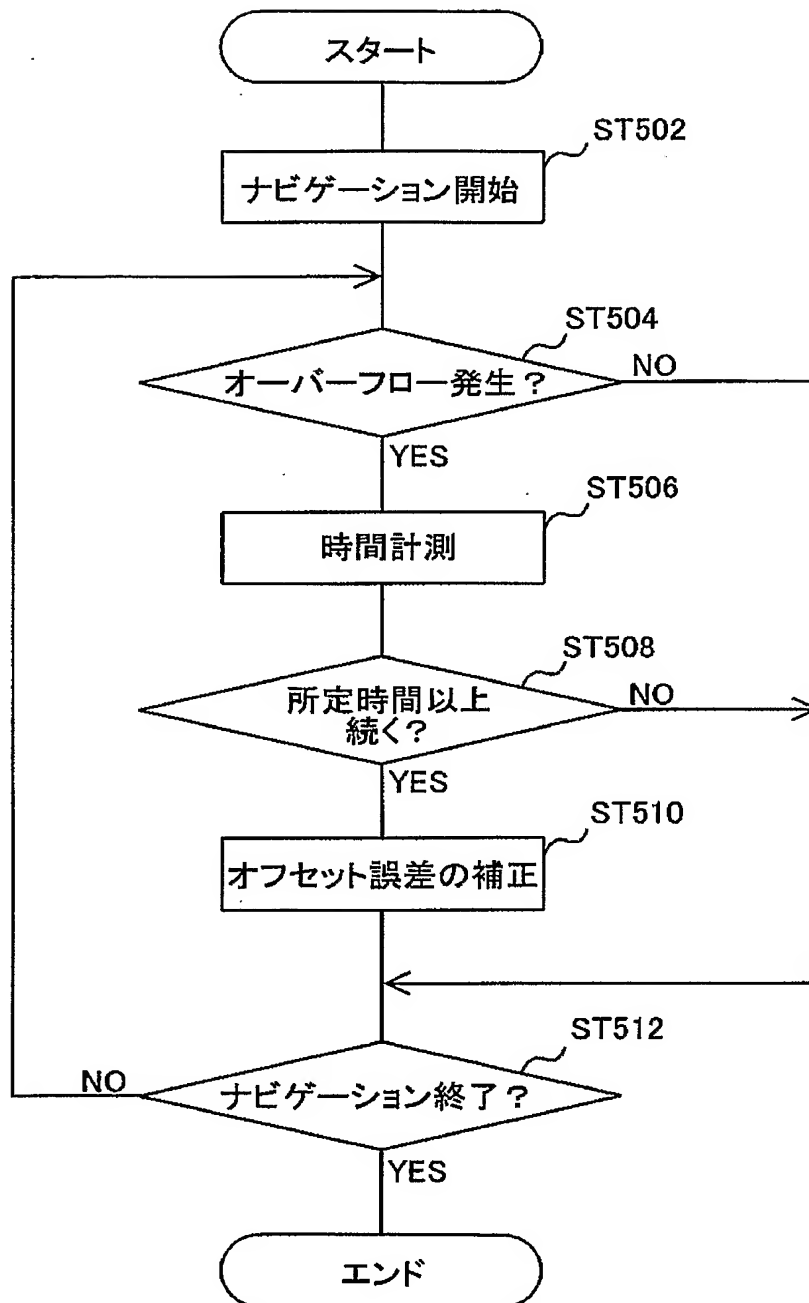 スタート
ST502
ナビゲーション開始
ST504
オーバーフロー発生？
NO
YES
ST506
時間計測
ST508
所定時間以上
続く？
NO
YES
ST510
オフセット誤差の補正
ST512
NO
ナビゲーション終了？
YES
エンド